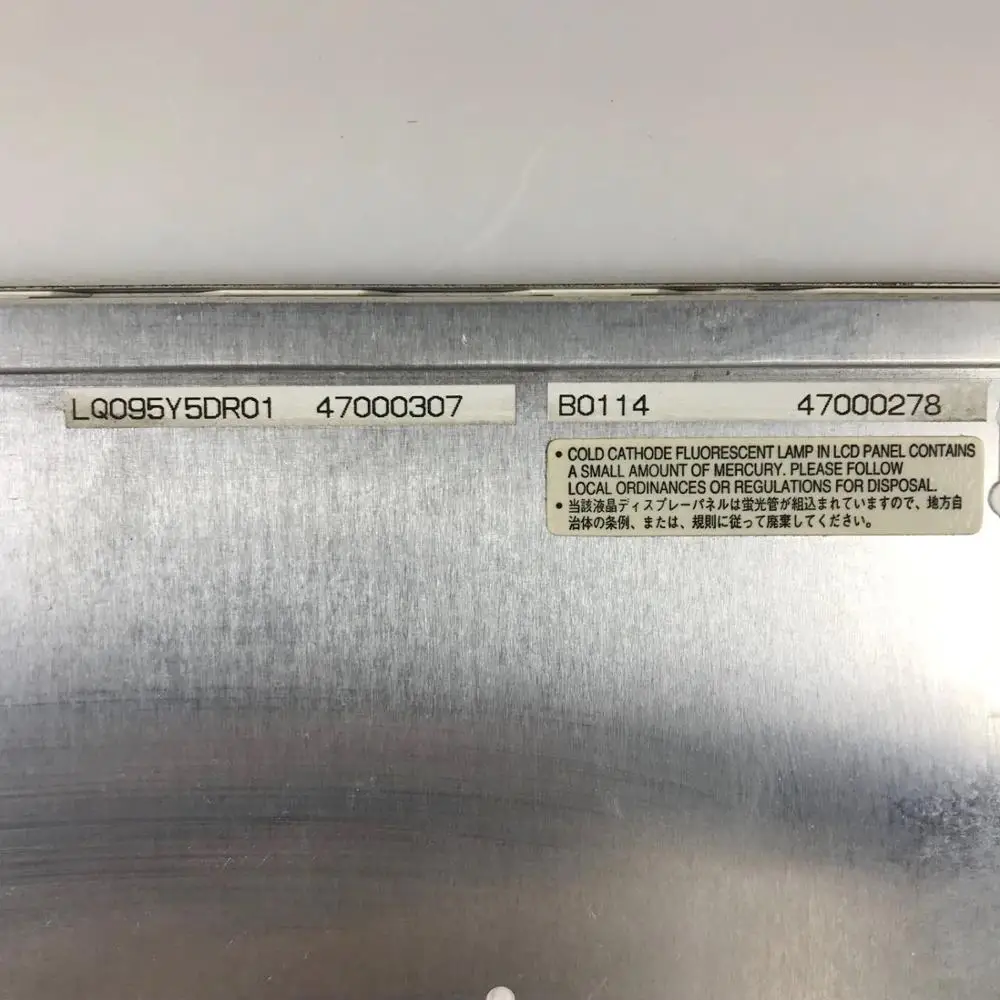 LQ095Y5DR01 47000307
B0114 47000278
• COLD CATHODE FLUORESCENT LAMP IN LCD PANEL CONTAINS
A SMALL AMOUNT OF MERCURY. PLEASE FOLLOW
LOCAL ORDINANCES OR REGULATIONS FOR DISPOSAL.
• 当該液晶ディスプレーパネルは蛍光管が組込まれていますので、地方自
治体の条例、または、規則に従って廃棄してください。